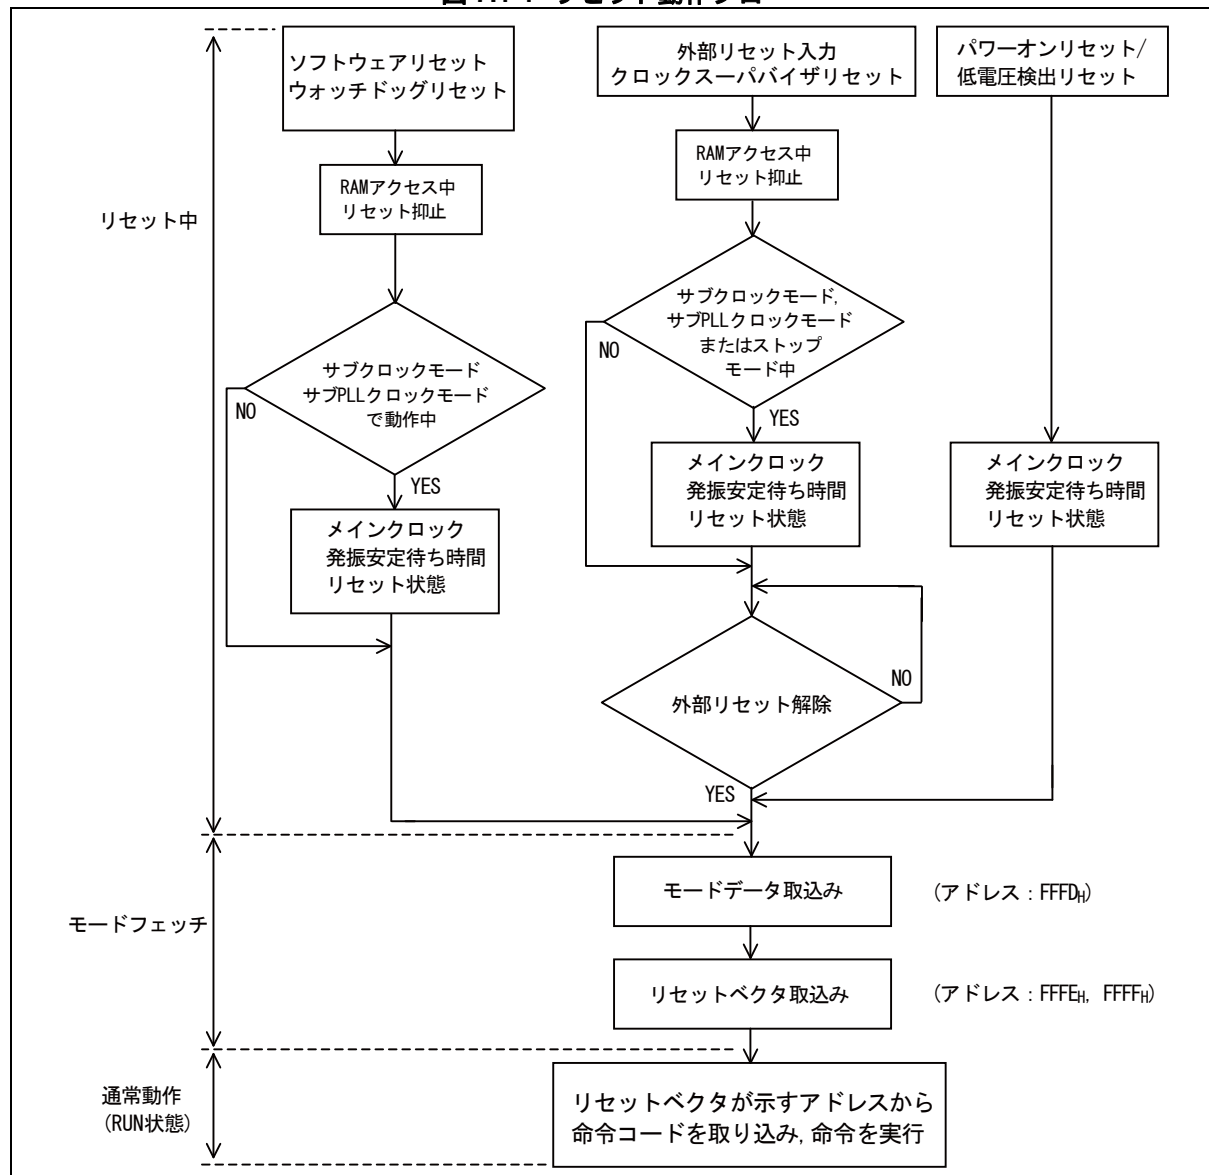 ソフトウェアリセット
ウォッチドッグリセット
外部リセット入力
クロックスーパバイザリセット
パワーオンリセット/
低電圧検出リセット
リセット中
RAMアクセス中
リセット抑止
RAMアクセス中
リセット抑止
サブクロックモード
サブPLLクロックモード
で動作中
NO
YES
サブクロックモード,
サブPLLクロックモード
またはストップ
モード中
NO
YES
メインクロック
発振安定待ち時間
リセット状態
メインクロック
発振安定待ち時間
リセット状態
メインクロック
発振安定待ち時間
リセット状態
外部リセット解除
NO
YES
モードフェッチ
モードデータ取込み
(アドレス:FFFDH)
リセットベクタ取込み
(アドレス:FFFEH, FFFFH)
通常動作
(RUN状態)
リセットベクタが示すアドレスから
命令コードを取り込み, 命令を実行